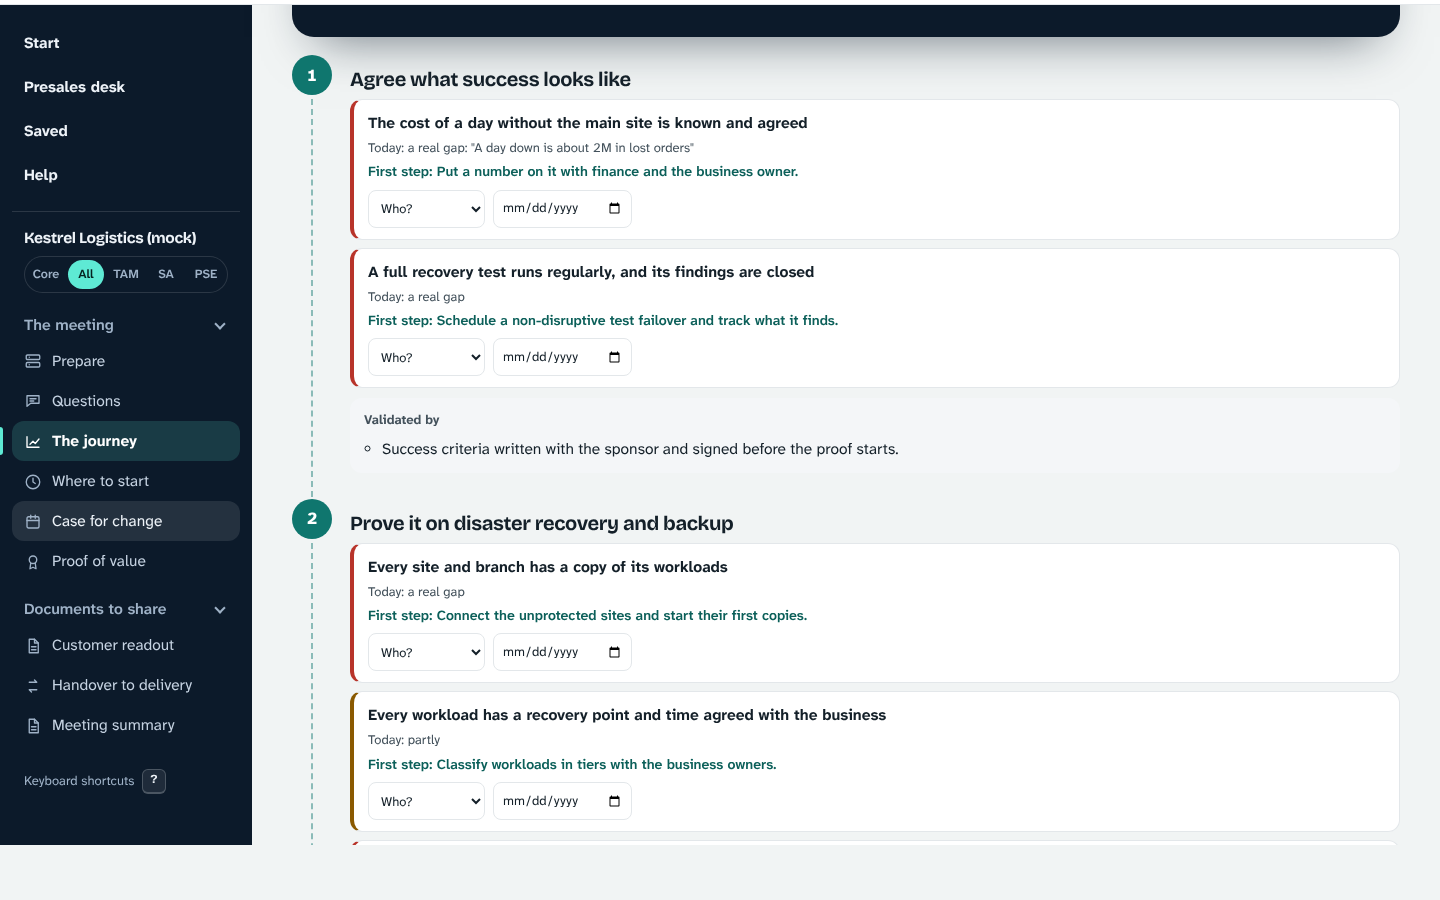 Start
Presales desk
Saved
Help
Kestrel Logistics (mock)
Core All TAM SA PSE
The meeting
Prepare
Questions
The journey
Where to start
Case for change
Proof of value
Documents to share
Customer readout
Handover to delivery
Meeting summary
Keyboard shortcuts ?
1 Agree what success looks like
The cost of a day without the main site is known and agreed
Today: a real gap: "A day down is about 2M in lost orders"
First step: Put a number on it with finance and the business owner.
Who? mm/dd/yyyy
A full recovery test runs regularly, and its findings are closed
Today: a real gap
First step: Schedule a non-disruptive test failover and track what it finds.
Who? mm/dd/yyyy
Validated by
Success criteria written with the sponsor and signed before the proof starts.
2 Prove it on disaster recovery and backup
Every site and branch has a copy of its workloads
Today: a real gap
First step: Connect the unprotected sites and start their first copies.
Who? mm/dd/yyyy
Every workload has a recovery point and time agreed with the business
Today: partly
First step: Classify workloads in tiers with the business owners.
Who? mm/dd/yyyy